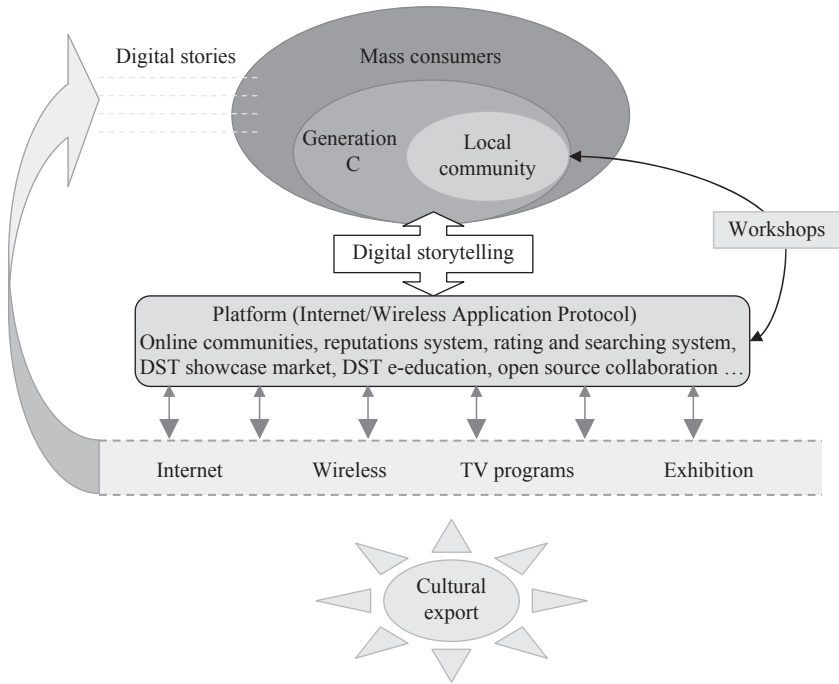 Digital stories
Mass consumers
Generation
C
Local
community
Workshops
Digital storytelling
Platform (Internet/Wireless Application Protocol)
Online communities, reputations system, rating and searching system,
DST showcase market, DST e-education, open source collaboration …
Internet Wireless TV programs Exhibition
Cultural
export